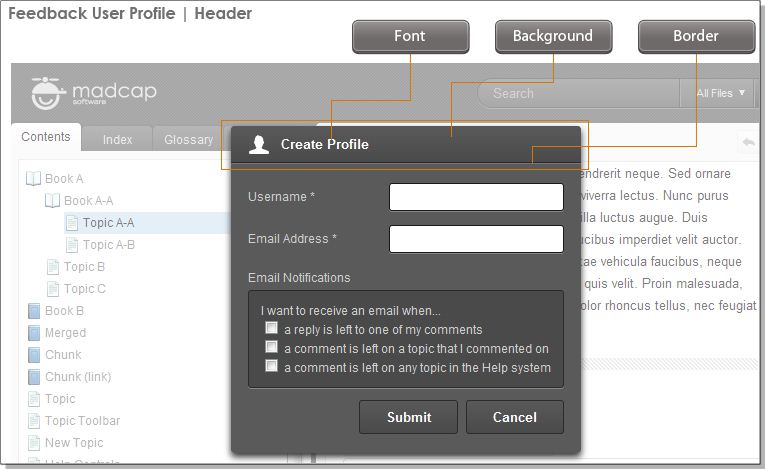 Feedback User Profile | Header
Font
Background
Border
madcap
software
Search
All Files
Contents
Index
Glossary
Create Profile
Book A
Book A-A
Topic A-A
Topic A-B
Topic B
Topic C
Book B
Merged
Chunk
Chunk (link)
Topic
Topic Toolbar
New Topic
Help Controls
Username *
Email Address *
Email Notifications
I want to receive an email when...
a reply is left to one of my comments
a comment is left on a topic that I commented on
a comment is left on any topic in the Help system
Submit
Cancel
neque. Sed ornare
viverra lectus. Nunc purus
luctus augue. Duis
imperdiet velit auctor.
vehicula faucibus, neque
quis velit. Proin malesuada,
rhoncus tellus, nec feugiat